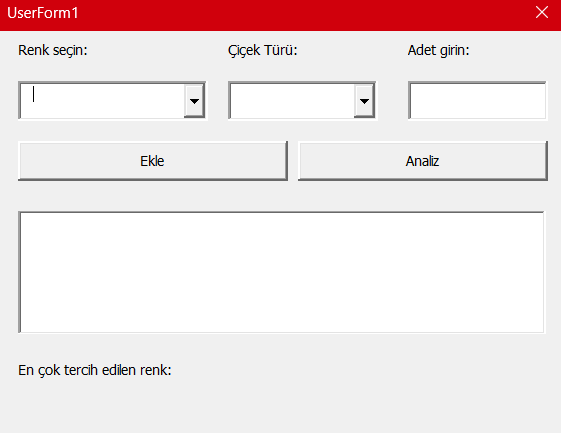 UserForm1
Renk seçin: Çiçek Türü: Adet girin:
Ekle Analiz
En çok tercih edilen renk: